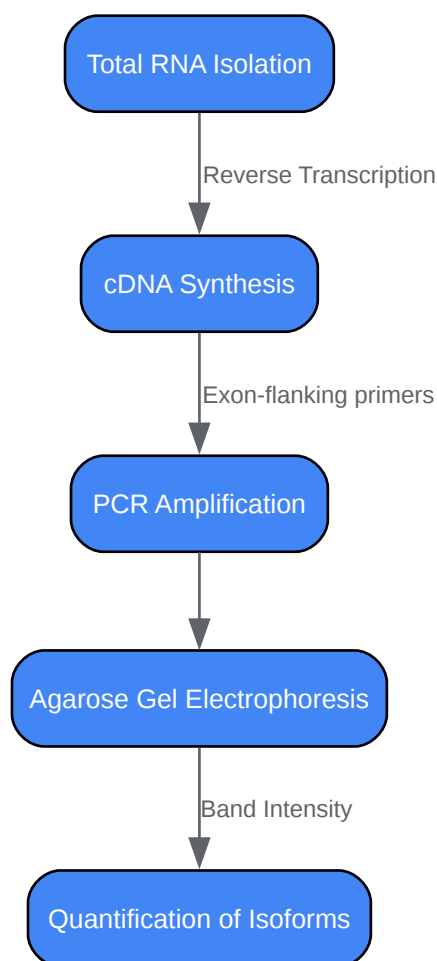 Total RNA Isolation
Reverse Transcription
cDNA Synthesis
Exon-flanking primers
PCR Amplification
Agarose Gel Electrophoresis
Band Intensity
Quantification of Isoforms